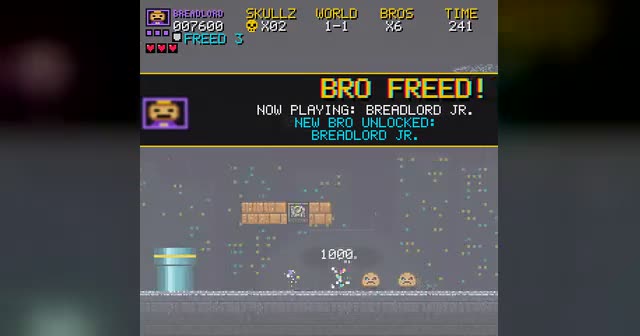 BREADLORD
007600
FREED 3
SKULLZ
X02
WORLD
1-1
BROS
X6
TIME
241
BRO FREED!
NOW PLAYING: BREADLORD JR.
NEW BRO UNLOCKED:
BREADLORD JR.
1000